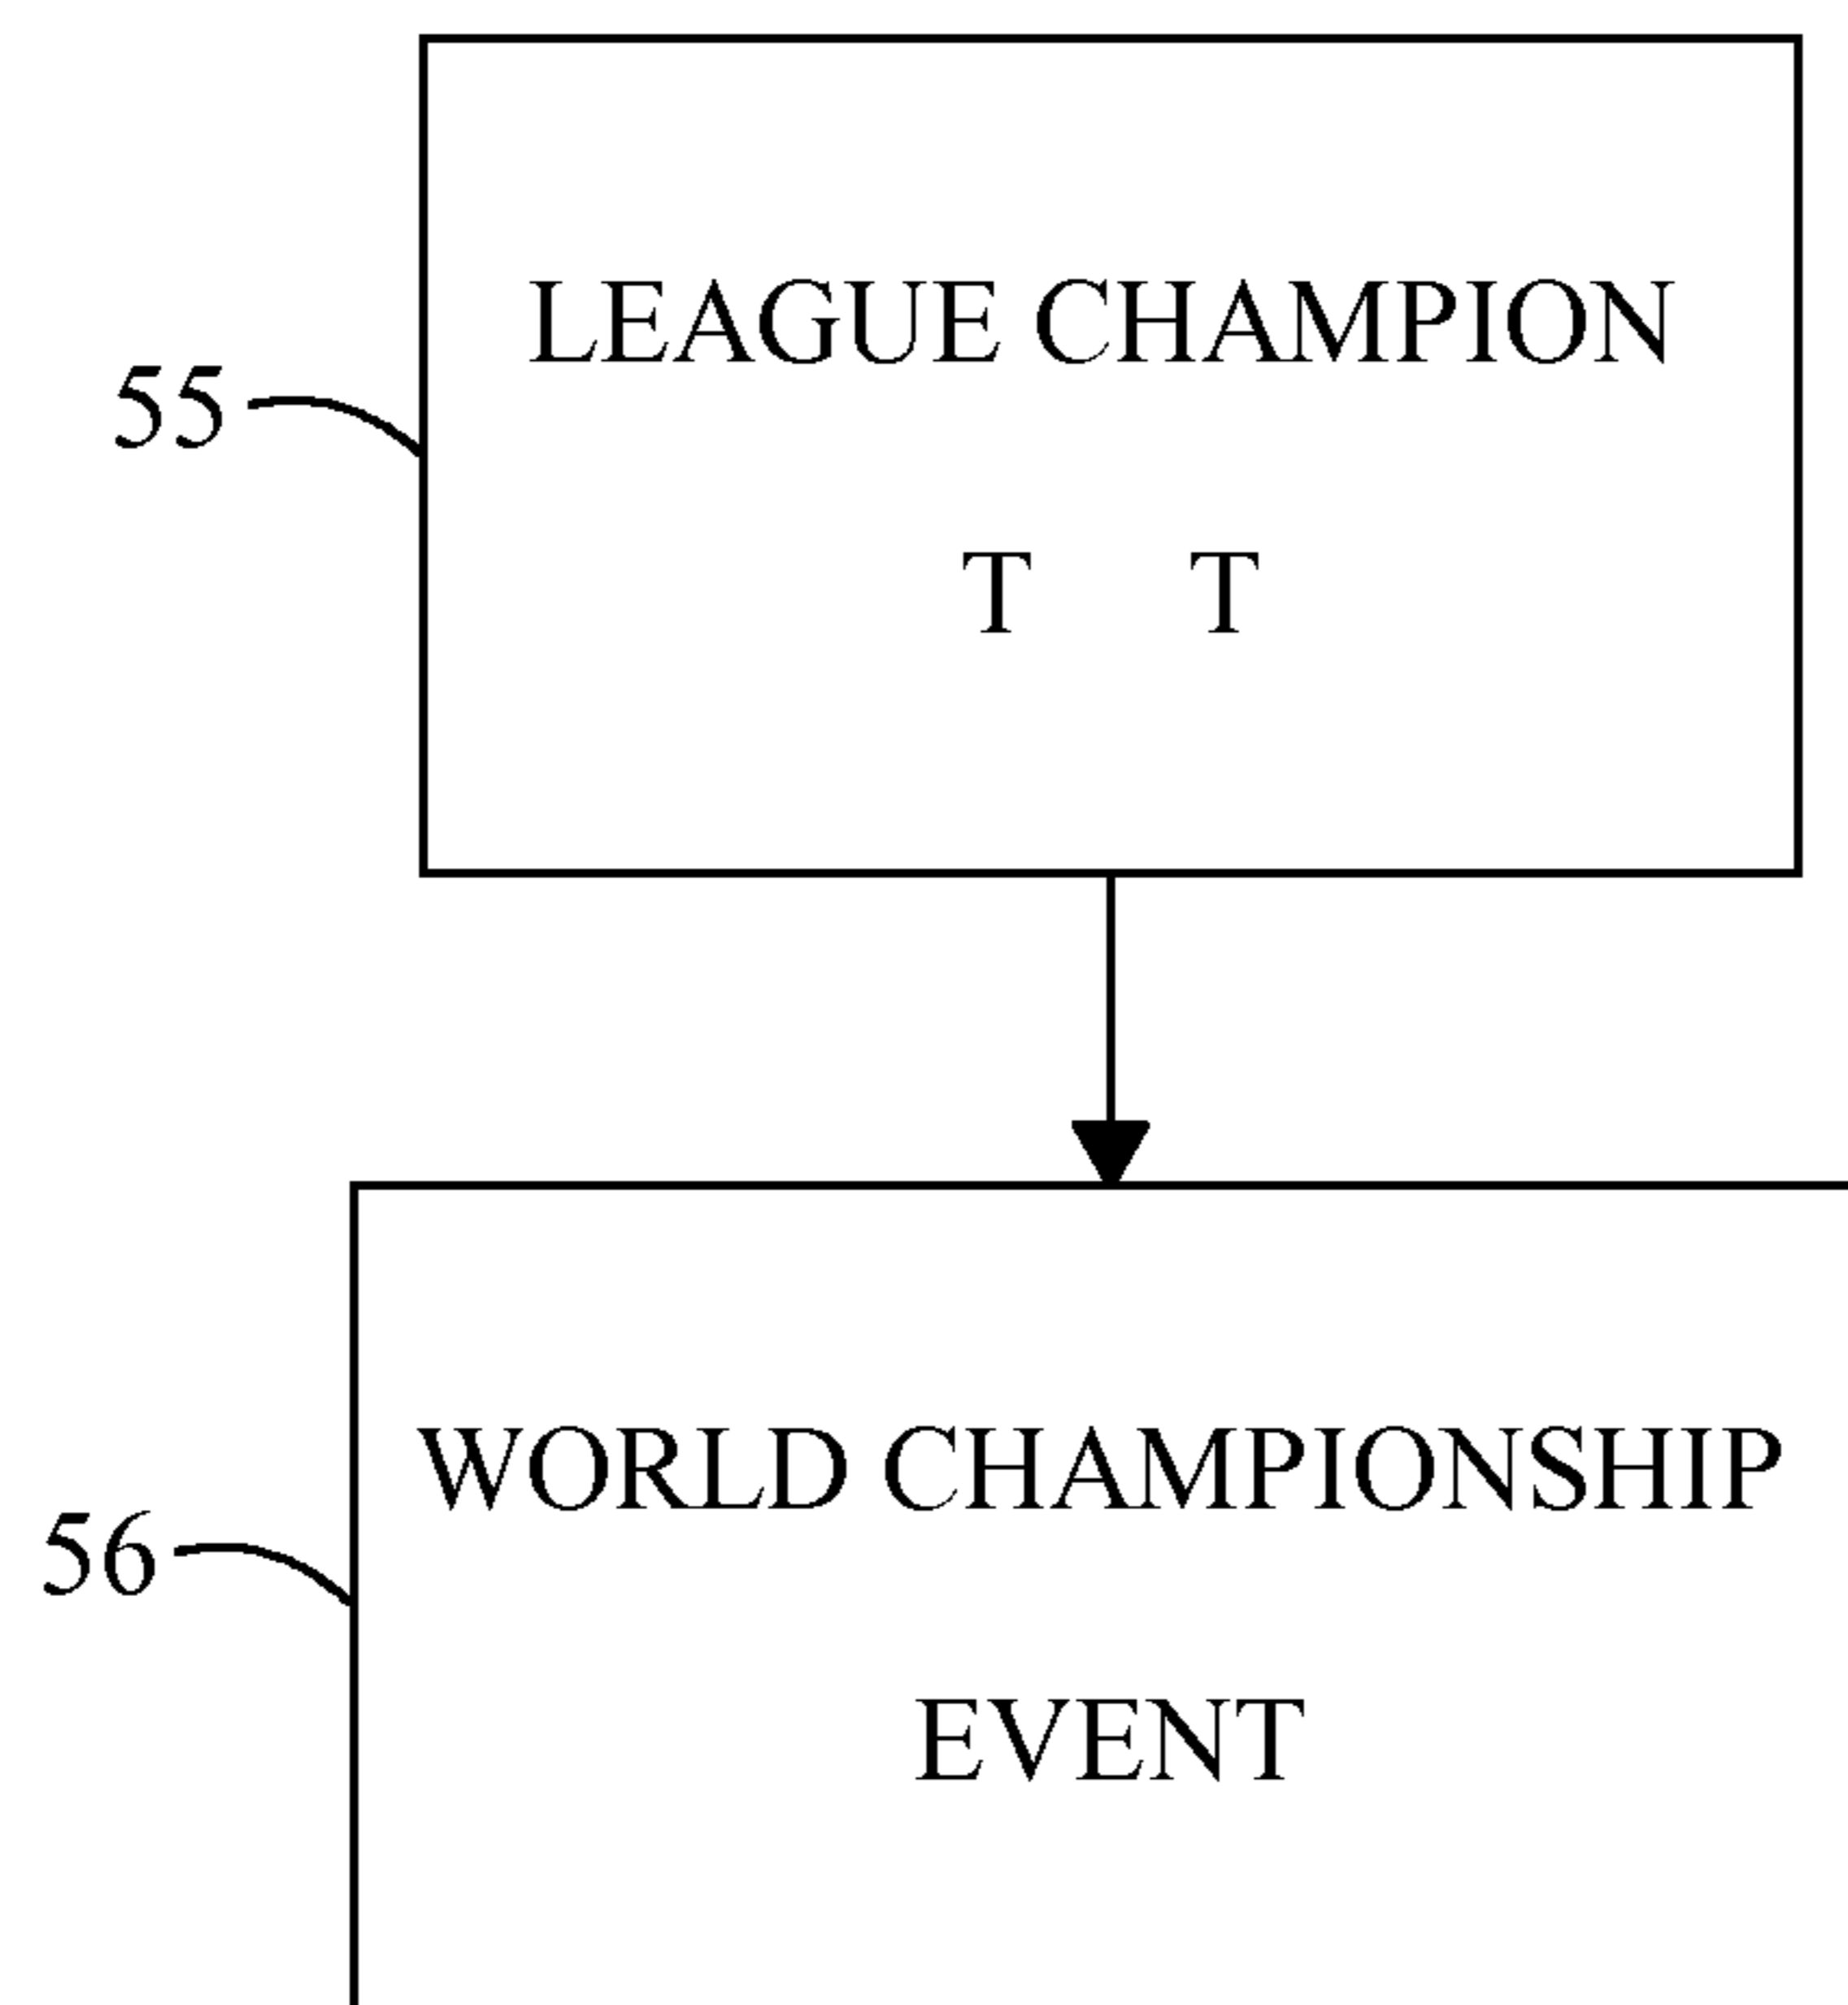 LEAGUE CHAMPION
55
T T
WORLD CHAMPIONSHIP
56
EVENT